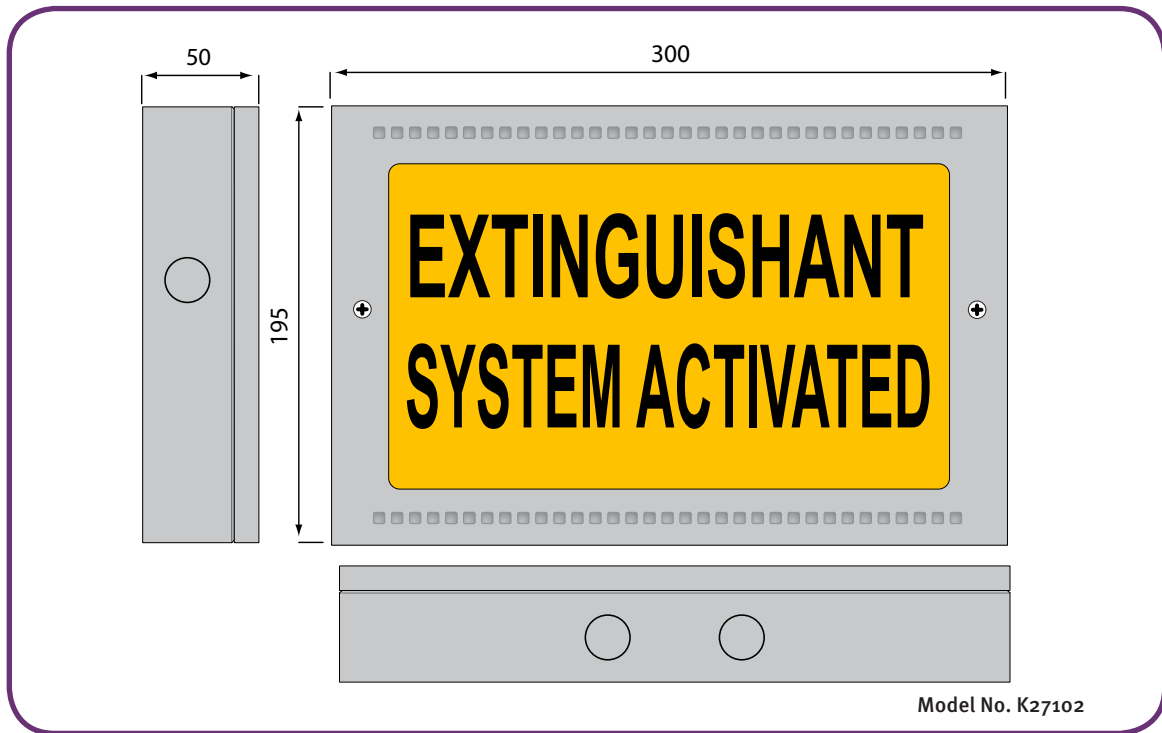 50
300
195
EXTINGUISHANT
SYSTEM ACTIVATED
Model No. K27102